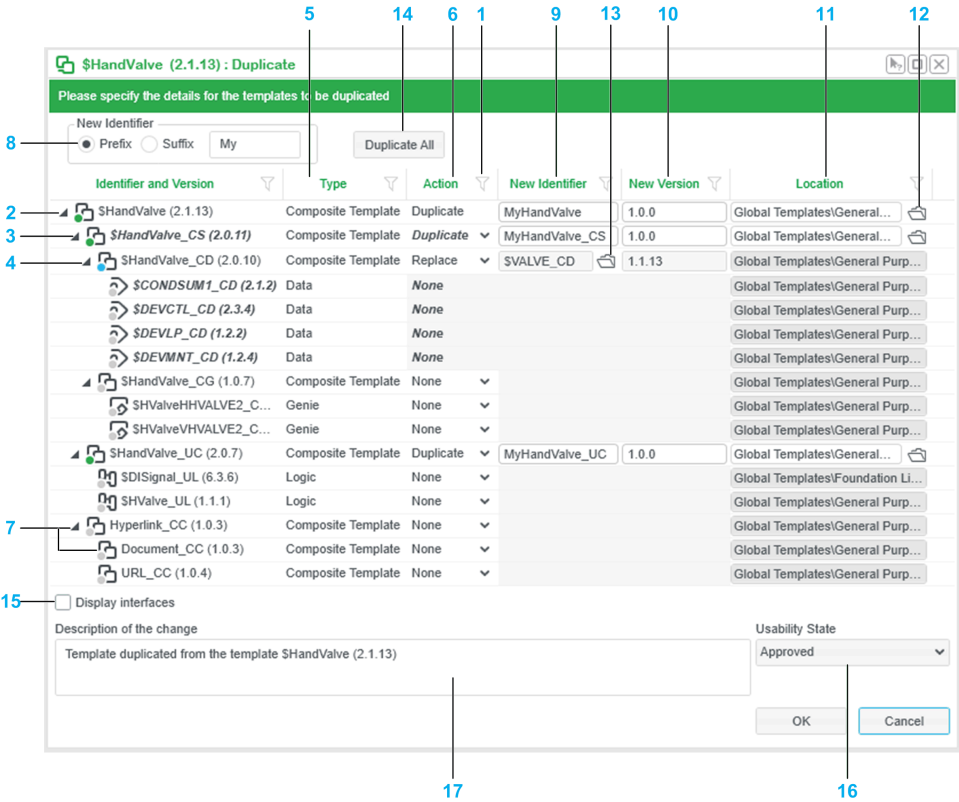 5 14 6 1 9 13 10 11 12
$HandValve (2.1.13) : Duplicate
Please specify the details for the templates to be duplicated
New Identifier
8 Prefix Suffix My Duplicate All
Identifier and Version Type Action New Identifier New Version Location
2 $HandValve (2.1.13) Composite Template Duplicate MyHandValve 1.0.0 Global Templates\General...
3 $HandValve_CS (2.0.11) Composite Template Duplicate MyHandValve_CS 1.0.0 Global Templates\General...
4 $HandValve_CD (2.0.10) Composite Template Replace $VALVE_CD 1.1.13 Global Templates\General Purp...
$CONDSUM1_CD (2.1.2) Data None Global Templates\General Purp...
$DEVCTL_CD (2.3.4) Data None Global Templates\General Purp...
$DEVLP_CD (1.2.2) Data None Global Templates\General Purp...
$DEVMNT_CD (1.2.4) Data None Global Templates\General Purp...
$HandValve_CG (1.0.7) Composite Template None Global Templates\General Purp...
$HValveHHVALVE2_C... Genie None Global Templates\General Purp...
$HValveVHVALVE2_C... Genie None Global Templates\General Purp...
$HandValve_UC (2.0.7) Composite Template Duplicate MyHandValve_UC 1.0.0 Global Templates\General...
$DISignal_UL (6.3.6) Logic None Global Templates\Foundation Li...
$HValve_UL (1.1.1) Logic None Global Templates\General Purp...
7 Hyperlink_CC (1.0.3) Composite Template None Global Templates\General Purp...
Document_CC (1.0.3) Composite Template None Global Templates\General Purp...
URL_CC (1.0.4) Composite Template None Global Templates\General Purp...
15 Display interfaces
Description of the change Usability State
Template duplicated from the template $HandValve (2.1.13) Approved
OK Cancel
17 16